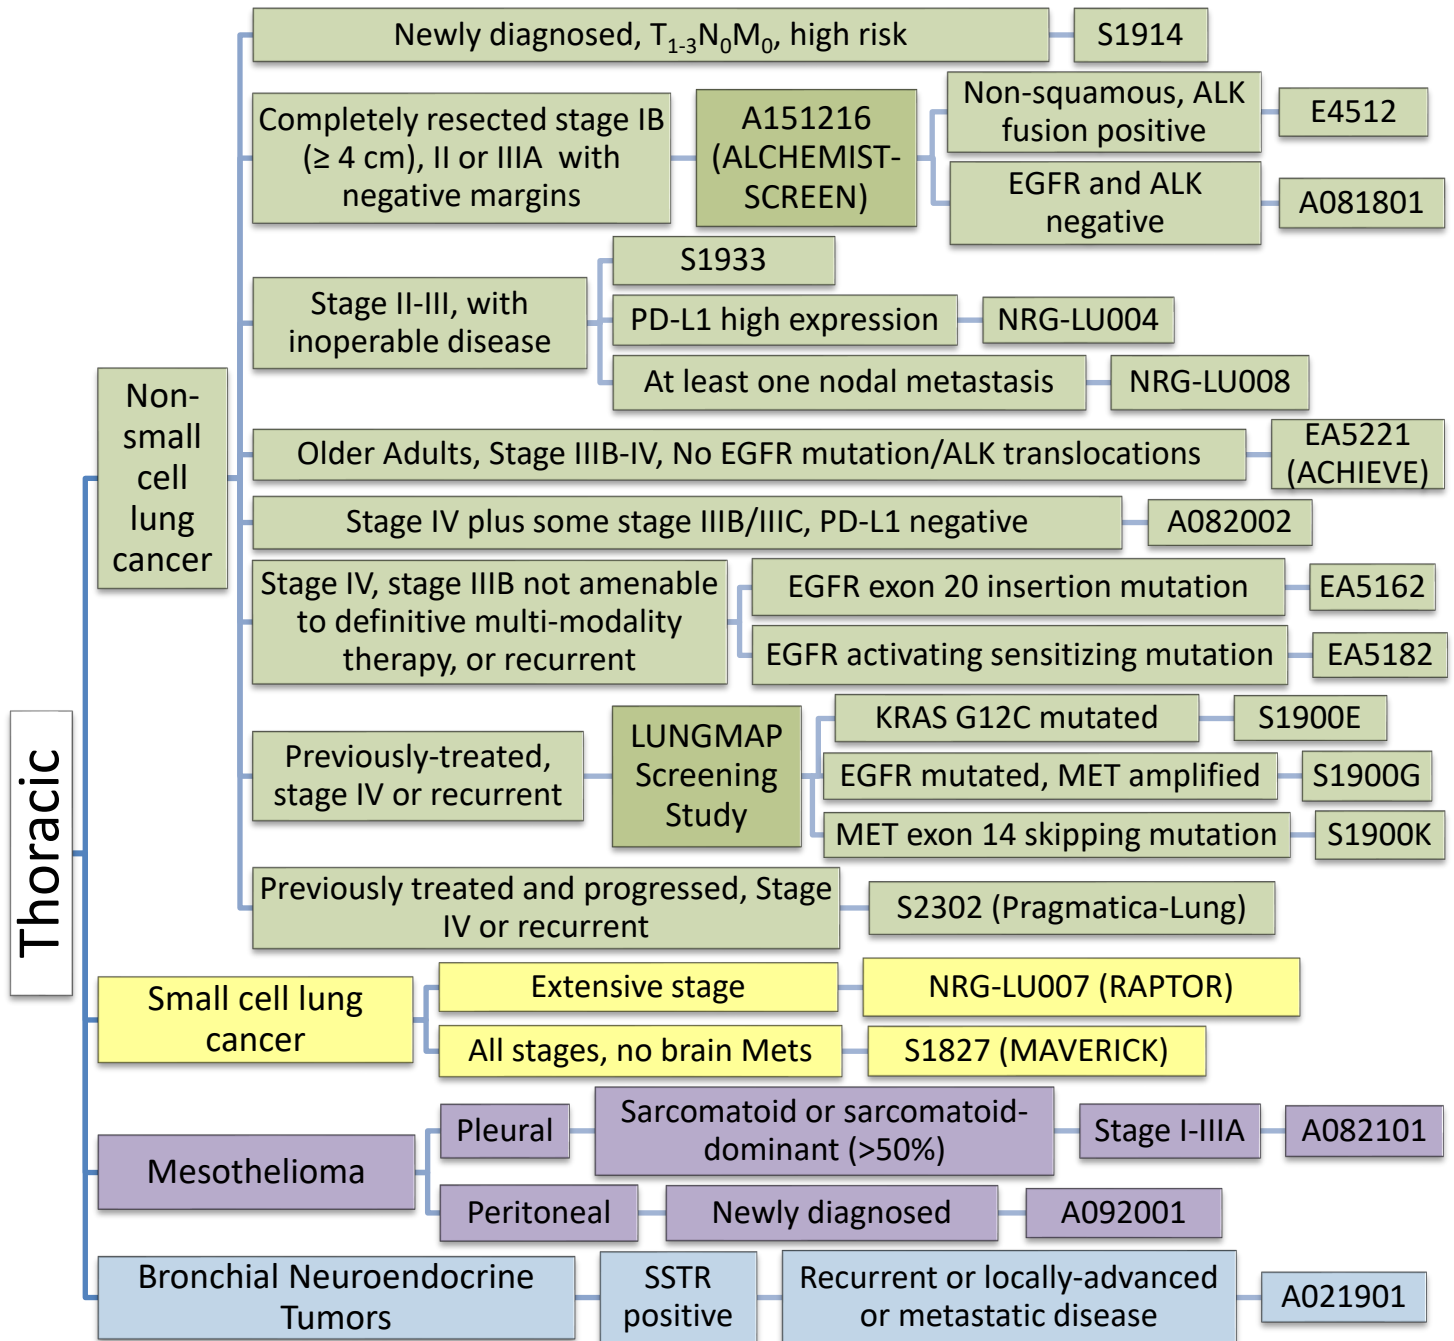 Thoracic
Non-
small
cell
lung
cancer
Newly diagnosed, T1-3N0M0, high risk
S1914
Completely resected stage IB
(≥ 4 cm), II or IIIA with
negative margins
A151216
(ALCHEMIST-
SCREEN)
Non-squamous, ALK
fusion positive
E4512
EGFR and ALK
negative
A081801
Stage II-III, with
inoperable disease
S1933
PD-L1 high expression
NRG-LU004
At least one nodal metastasis
NRG-LU008
Older Adults, Stage IIIB-IV, No EGFR mutation/ALK translocations
EA5221
(ACHIEVE)
Stage IV plus some stage IIIB/IIIC, PD-L1 negative
A082002
Stage IV, stage IIIB not amenable
to definitive multi-modality
therapy, or recurrent
EGFR exon 20 insertion mutation
EA5162
EGFR activating sensitizing mutation
EA5182
Previously-treated,
stage IV or recurrent
LUNGMAP
Screening
Study
KRAS G12C mutated
S1900E
EGFR mutated, MET amplified
S1900G
MET exon 14 skipping mutation
S1900K
Previously treated and progressed, Stage
IV or recurrent
S2302 (Pragmatica-Lung)
Small cell lung
cancer
Extensive stage
NRG-LU007 (RAPTOR)
All stages, no brain Mets
S1827 (MAVERICK)
Mesothelioma
Pleural
Sarcomatoid or sarcomatoid-
dominant (>50%)
Stage I-IIIA
A082101
Peritoneal
Newly diagnosed
A092001
Bronchial Neuroendocrine
Tumors
SSTR
positive
Recurrent or locally-advanced
or metastatic disease
A021901